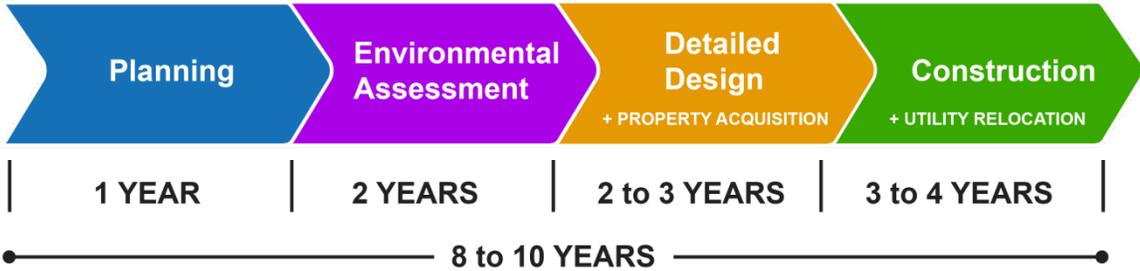 Planning
Environmental
Assessment
Detailed
Design
+ PROPERTY ACQUISITION
Construction
+ UTILITY RELOCATION
1 YEAR
2 YEARS
2 to 3 YEARS
3 to 4 YEARS
8 to 10 YEARS